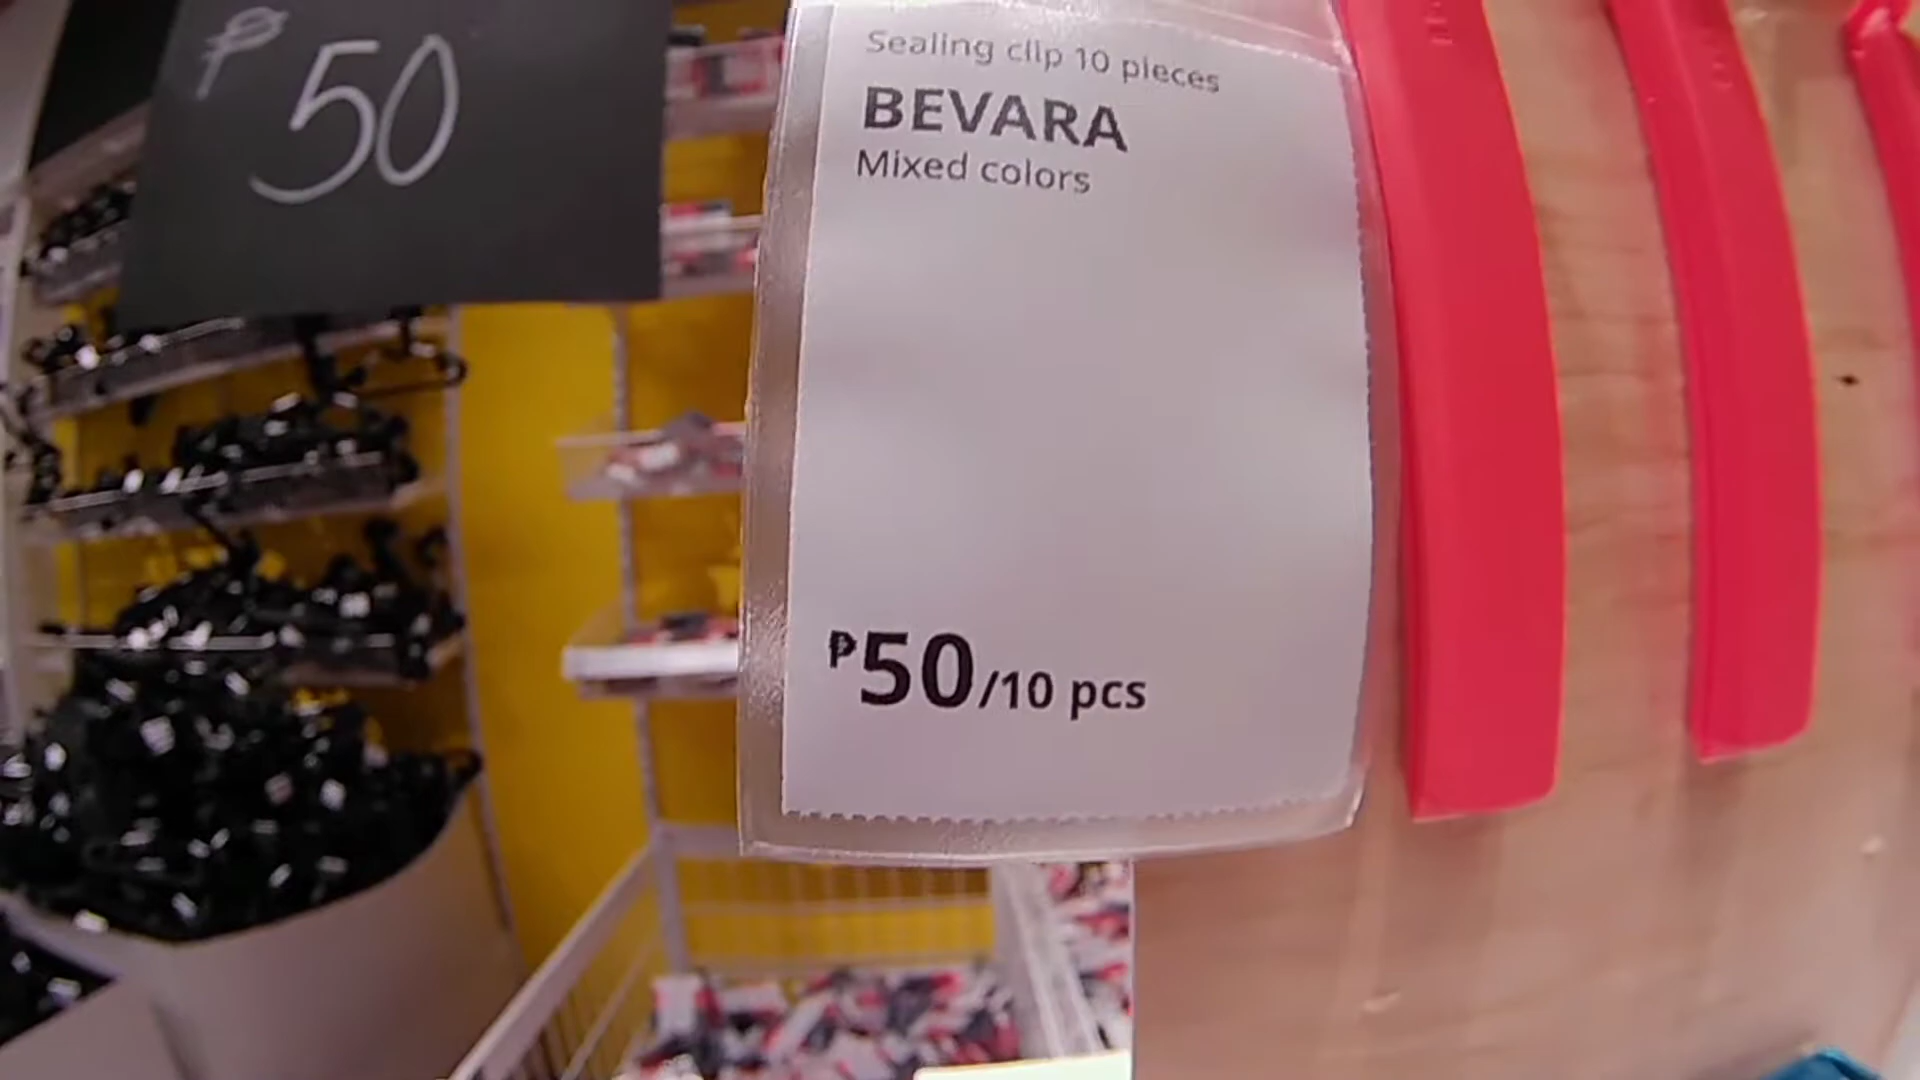 ₱50
Sealing clip 10 pieces
BEVARA
Mixed colors
₱50/10 pcs